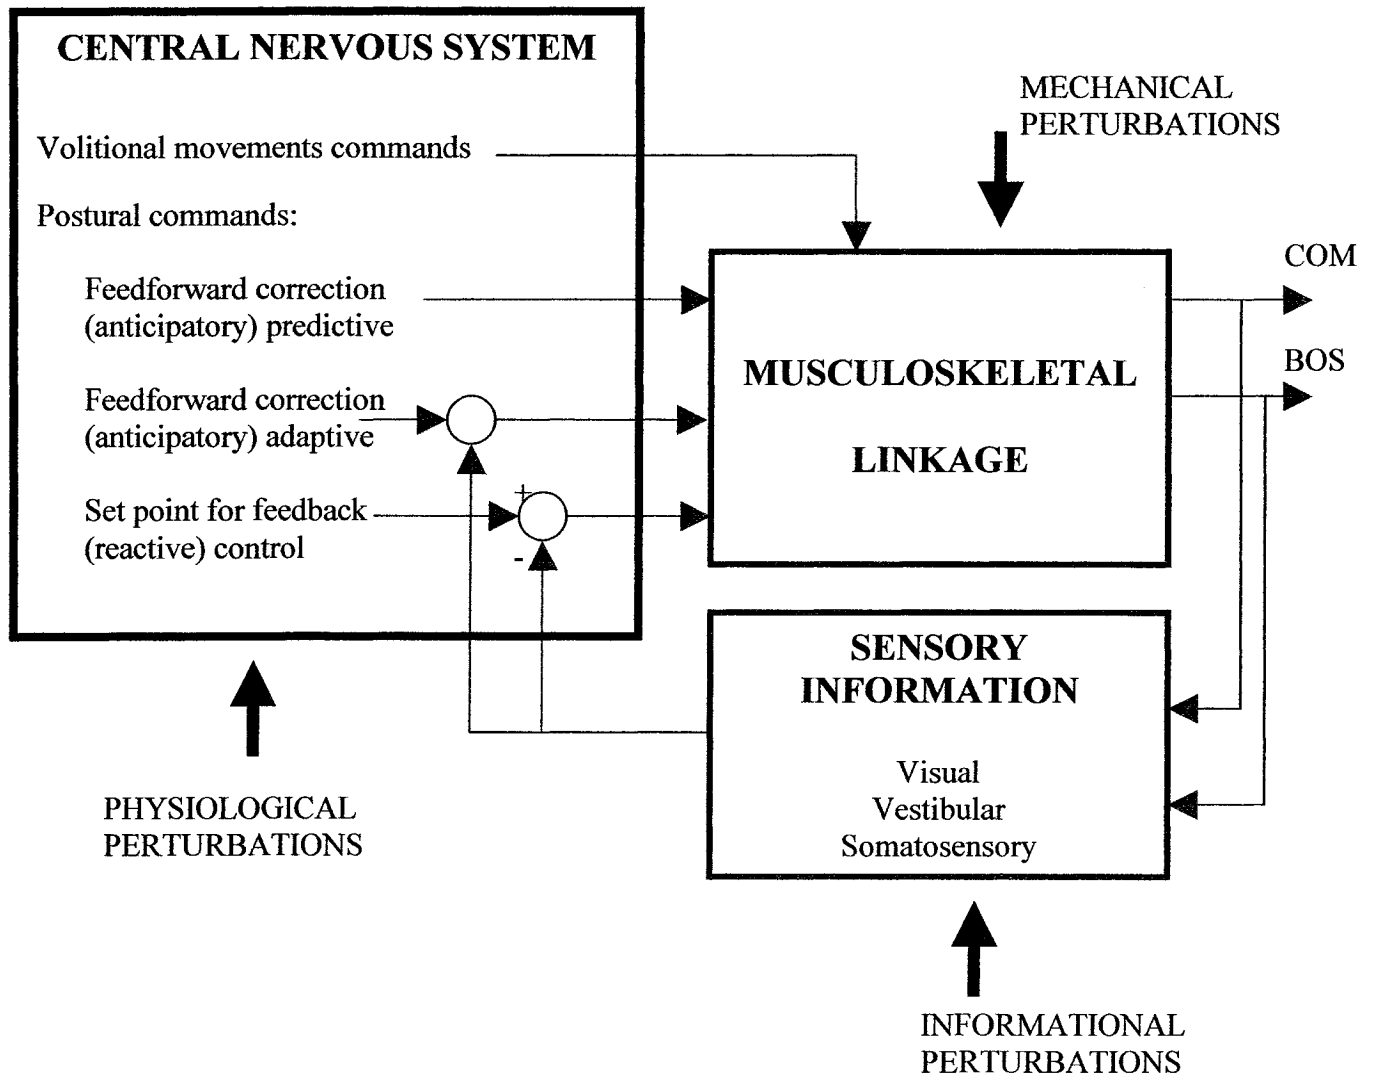 CENTRAL NERVOUS SYSTEM
Volitional movements commands
Postural commands:
Feedforward correction
(anticipatory) predictive
Feedforward correction
(anticipatory) adaptive
Set point for feedback
(reactive) control
+
-
PHYSIOLOGICAL
PERTURBATIONS
MECHANICAL
PERTURBATIONS
MUSCULOSKELETAL
LINKAGE
COM
BOS
SENSORY
INFORMATION
Visual
Vestibular
Somatosensory
INFORMATIONAL
PERTURBATIONS